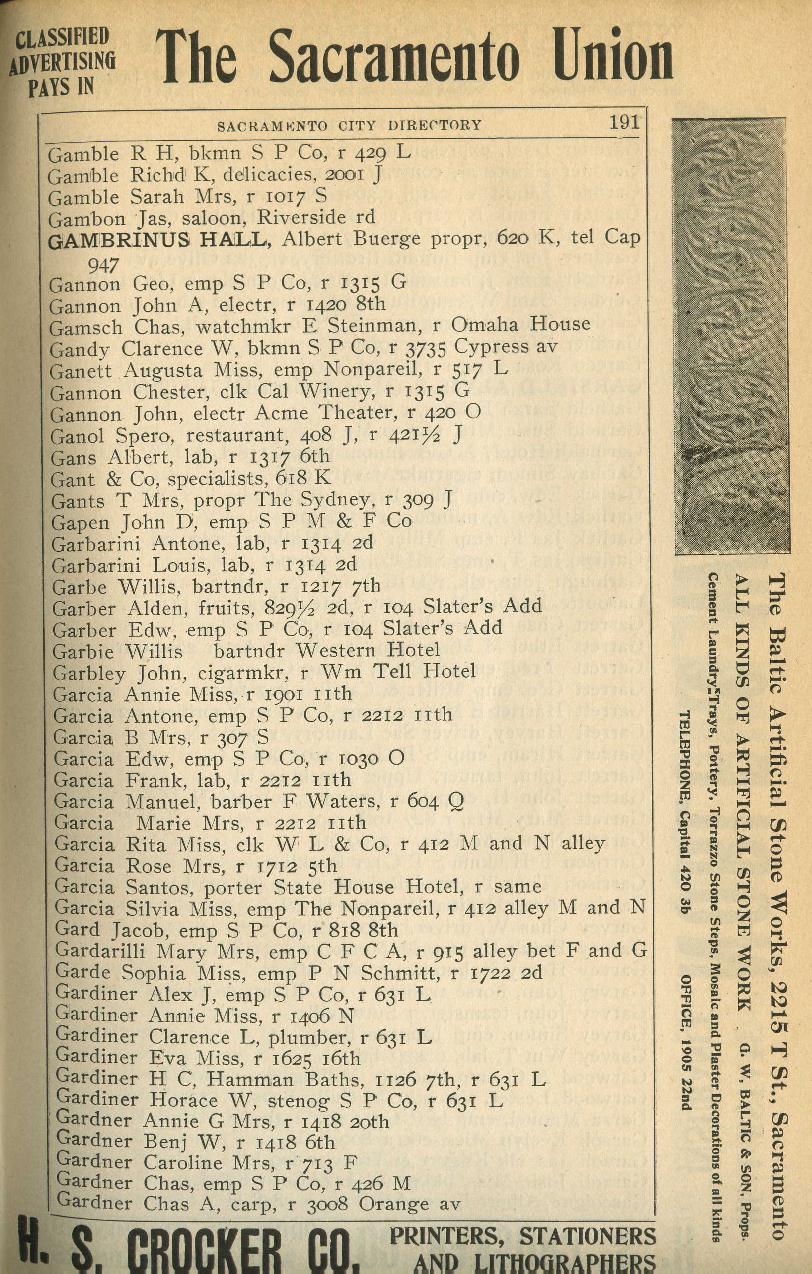 CLASSIFIED
ADVERTISING
PAYS IN
The Sacramento Union
SACRAMENTO CITY DIRECTORY 191
Gamble R H, bkmn S P Co, r 429 L
Gamble Richd K, delicacies, 2001 J
Gamble Sarah Mrs, r 1017 S
Gambon Jas, saloon, Riverside rd
GAMBRINUS HALL, Albert Buerge propr, 620 K, tel Cap
947
Gannon Geo, emp S P Co, r 1315 G
Gannon John A, electr, r 1420 8th
Gamsch Chas, watchmkr E Steinman, r Omaha House
Gandy Clarence W, bkmn S P Co, r 3735 Cypress av
Ganett Augusta Miss, emp Nonpareil, r 517 L
Gannon Chester, clk Cal Winery, r 1315 G
Gannon John, electr Acme Theater, r 420 O
Ganol Spero, restaurant, 408 J, r 421½ J
Gans Albert, lab, r 1317 6th
Gant & Co, specialists, 618 K
Gants T Mrs, propr The Sydney, r 309 J
Gapen John D, emp S P M & F Co
Garbarini Antone, lab, r 1314 2d
Garbarini Louis, lab, r 1314 2d
Garbe Willis, bartndr, r 1217 7th
Garber Alden, fruits, 829½ 2d, r 104 Slater's Add
Garber Edw, emp S P Co, r 104 Slater's Add
Garbie Willis bartndr Western Hotel
Garbley John, cigarmkr, r Wm Tell Hotel
Garcia Annie Miss, r 1901 11th
Garcia Antone, emp S P Co, r 2212 11th
Garcia B Mrs, r 307 S
Garcia Edw, emp S P Co, r 1030 O
Garcia Frank, lab, r 2212 11th
Garcia Manuel, barber F Waters, r 604 Q
Garcia Marie Mrs, r 2212 11th
Garcia Rita Miss, clk W L & Co, r 412 M and N alley
Garcia Rose Mrs, r 1712 5th
Garcia Santos, porter State House Hotel, r same
Garcia Silvia Miss, emp The Nonpareil, r 412 alley M and N
Gard Jacob, emp S P Co, r 818 8th
Gardarilli Mary Mrs, emp C F C A, r 915 alley bet F and G
Garde Sophia Miss, emp P N Schmitt, r 1722 2d
Gardiner Alex J, emp S P Co, r 631 L
Gardiner Annie Miss, r 1406 N
Gardiner Clarence L, plumber, r 631 L
Gardiner Eva Miss, r 1625 16th
Gardiner H C, Hamman Baths, 1126 7th, r 631 L
Gardiner Horace W, stenog S P Co, r 631 L
Gardner Annie G Mrs, r 1418 20th
Gardner Benj W, r 1418 6th
Gardner Caroline Mrs, r 713 F
Gardner Chas, emp S P Co, r 426 M
Gardner Chas A, carp, r 3008 Orange av
The Baltic Artificial Stone Works, 2215 T St., Sacramento
ALL KINDS OF ARTIFICIAL STONE WORK G. W. BALTIC & SON, Props.
Cement Laundry Trays, Pottery, Torrazzo Stone Steps, Mosaic and Plaster Decorations of all kinds
TELEPHONE, Capital 420 3b OFFICE, 1905 22nd
H. S. CROCKER CO.
PRINTERS, STATIONERS
AND LITHOGRAPHERS